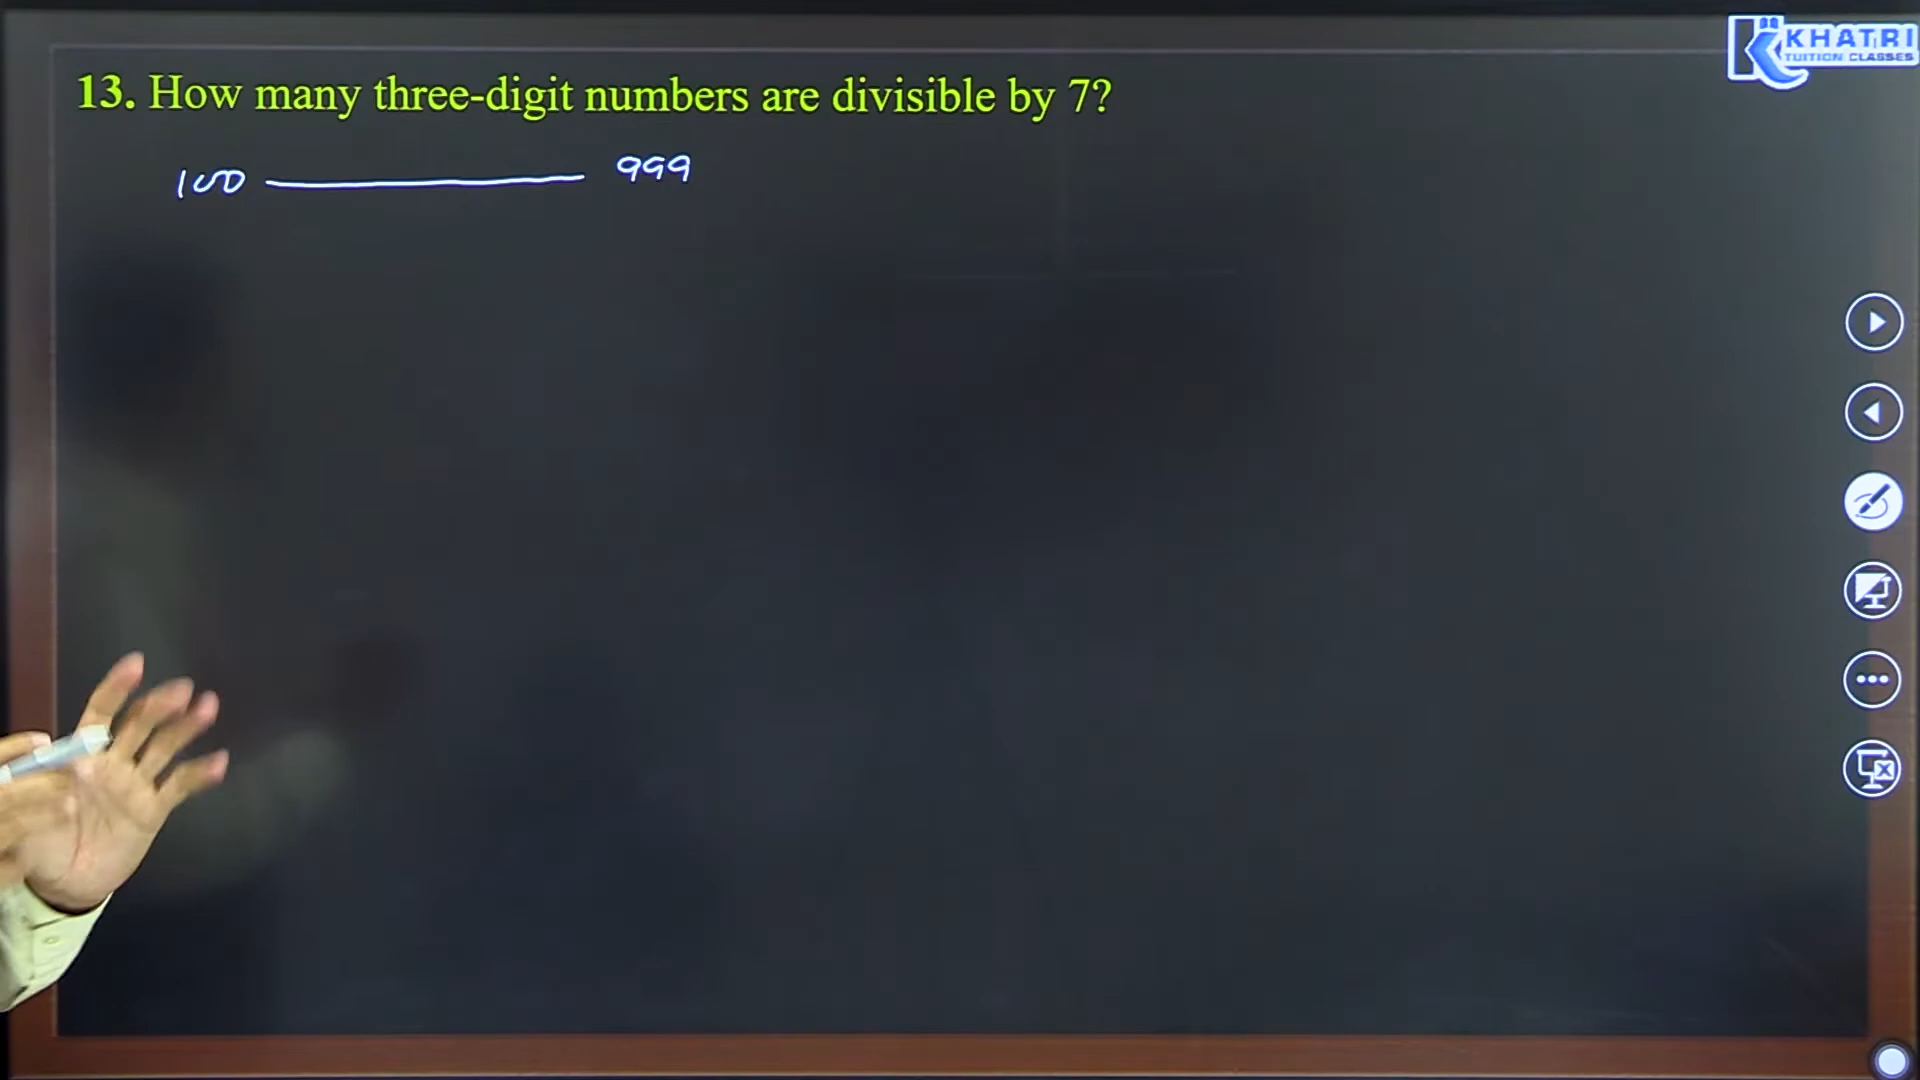 KHATRI
TUITION CLASSES
13. How many three-digit numbers are divisible by 7?
100 ——— 999